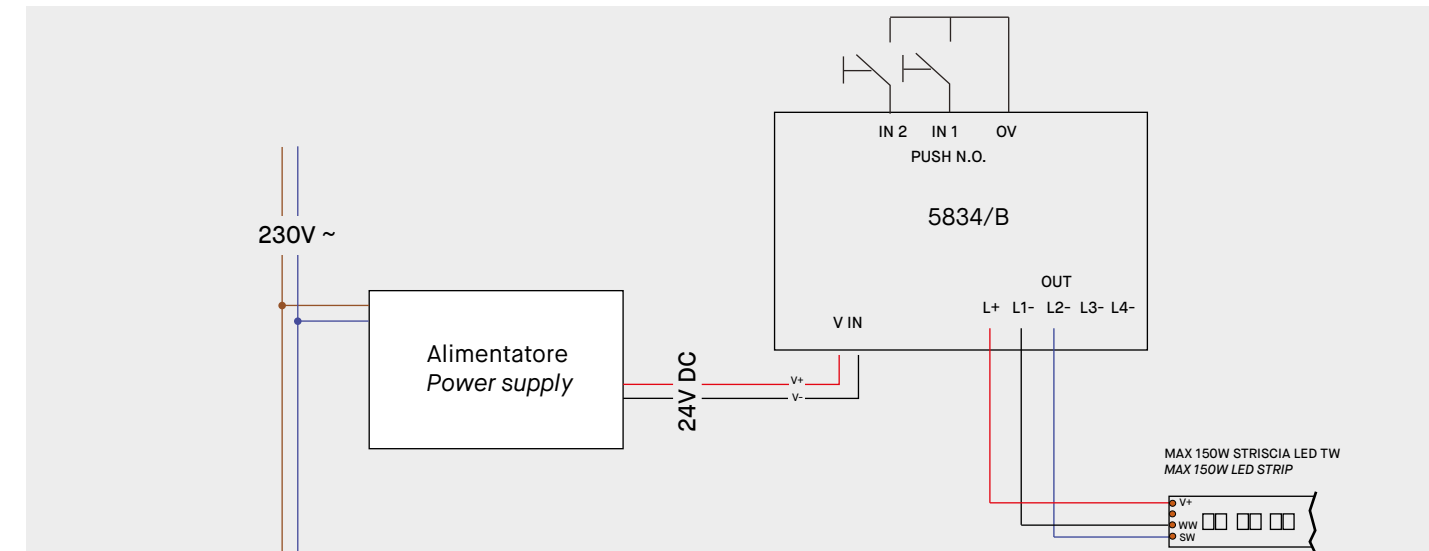 IN 2 IN 1 0V
PUSH N.O.
5834/B
230V ~
OUT
L+ L1- L2- L3- L4-
V IN
Alimentatore
Power supply
24V DC
V+
V-
MAX 150W STRISCIA LED TW
MAX 150W LED STRIP
V+
WW
SW